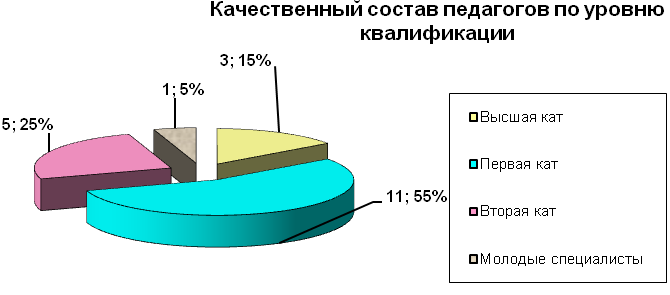 Качественный состав педагогов по уровню
квалификации
3; 15%
1; 5%
5; 25%
11; 55%
Высшая кат
Первая кат
Вторая кат
Молодые специалисты